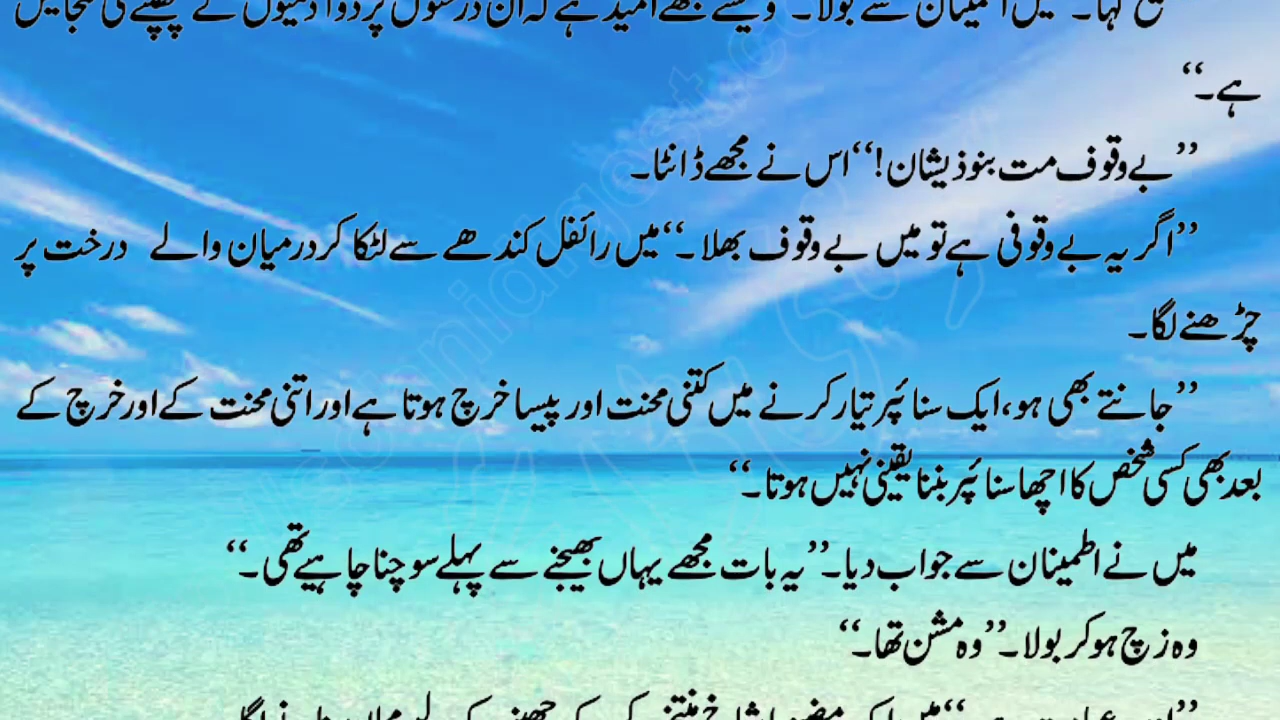 کہا۔ میں اطمینان سے بولا۔ ویسے مجھے امید ہے کہ ان درختوں پر دو آدمیوں کے چھپنے کی گنجائش
ہے۔‘‘
’’بے وقوف مت بنو ذیشان!‘‘ اس نے مجھے ڈانٹا۔
’’اگر یہ بے وقوفی ہے تو میں بے وقوف بھلا۔‘‘ میں رائفل کندھے سے لٹکا کر درمیان والے درخت پر
چڑھنے لگا۔
’’جانتے بھی ہو، ایک سنائپر تیار کرنے میں کتنی محنت اور پیسا خرچ ہوتا ہے اور اتنی محنت کے اور خرچ کے
بعد بھی کسی شخص کا اچھا سنائپر بننا یقینی نہیں ہوتا۔‘‘
میں نے اطمینان سے جواب دیا۔ ’’یہ بات مجھے یہاں بھیجنے سے پہلے سوچنا چاہیے تھی۔‘‘
وہ زچ ہو کر بولا۔ ’’وہ مشن تھا۔‘‘